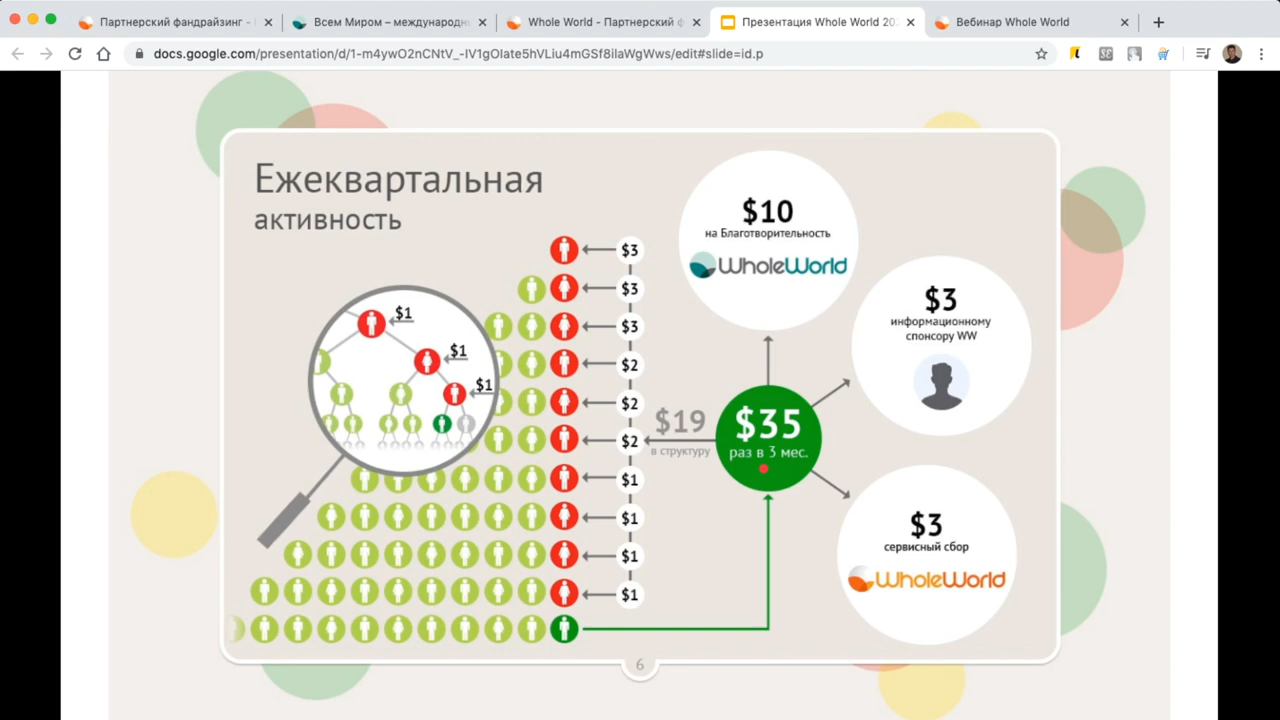 Партнерский фандрайзинг -
Всем Миром – международн
Whole World - Партнерский ф
Презентация Whole World 20
Вебинар Whole World
docs.google.com/presentation/d/1-m4ywO2nCNtV_-IV1gOIate5hVLiu4mGSf8ilaWgWws/edit#slide=id.p
Ежеквартальная
активность
$10
на Благотворительность
WholeWorld
$3
$3
$3
$2
$2
$2
$1
$1
$1
$1
$1
$1
$1
$19
в структуру
$35
раз в 3 мес.
$3
информационному
спонсору WW
$3
сервисный сбор
WholeWorld
6